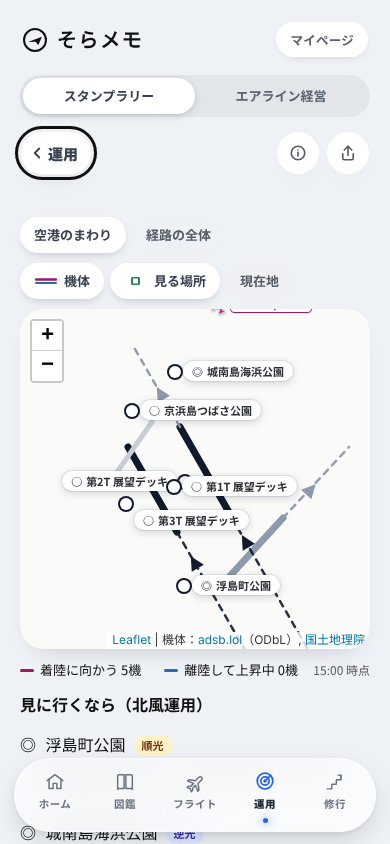 そらメモ
マイページ
スタンプラリー
エアライン経営
運用
空港のまわり
経路の全体
機体
見る場所
現在地
+
−
◎ 城南島海浜公園
○ 京浜島つばさ公園
○ 第2T 展望デッキ
○ 第1T 展望デッキ
○ 第3T 展望デッキ
◎ 浮島町公園
Leaflet | 機体：adsb.lol（ODbL）, 国土地理院
着陸に向かう 5機
離陸して上昇中 0機
15:00 時点
見に行くなら（北風運用）
◎ 浮島町公園 順光
ホーム
図鑑
フライト
運用
修行
◎ 城南島海浜公園 逆光